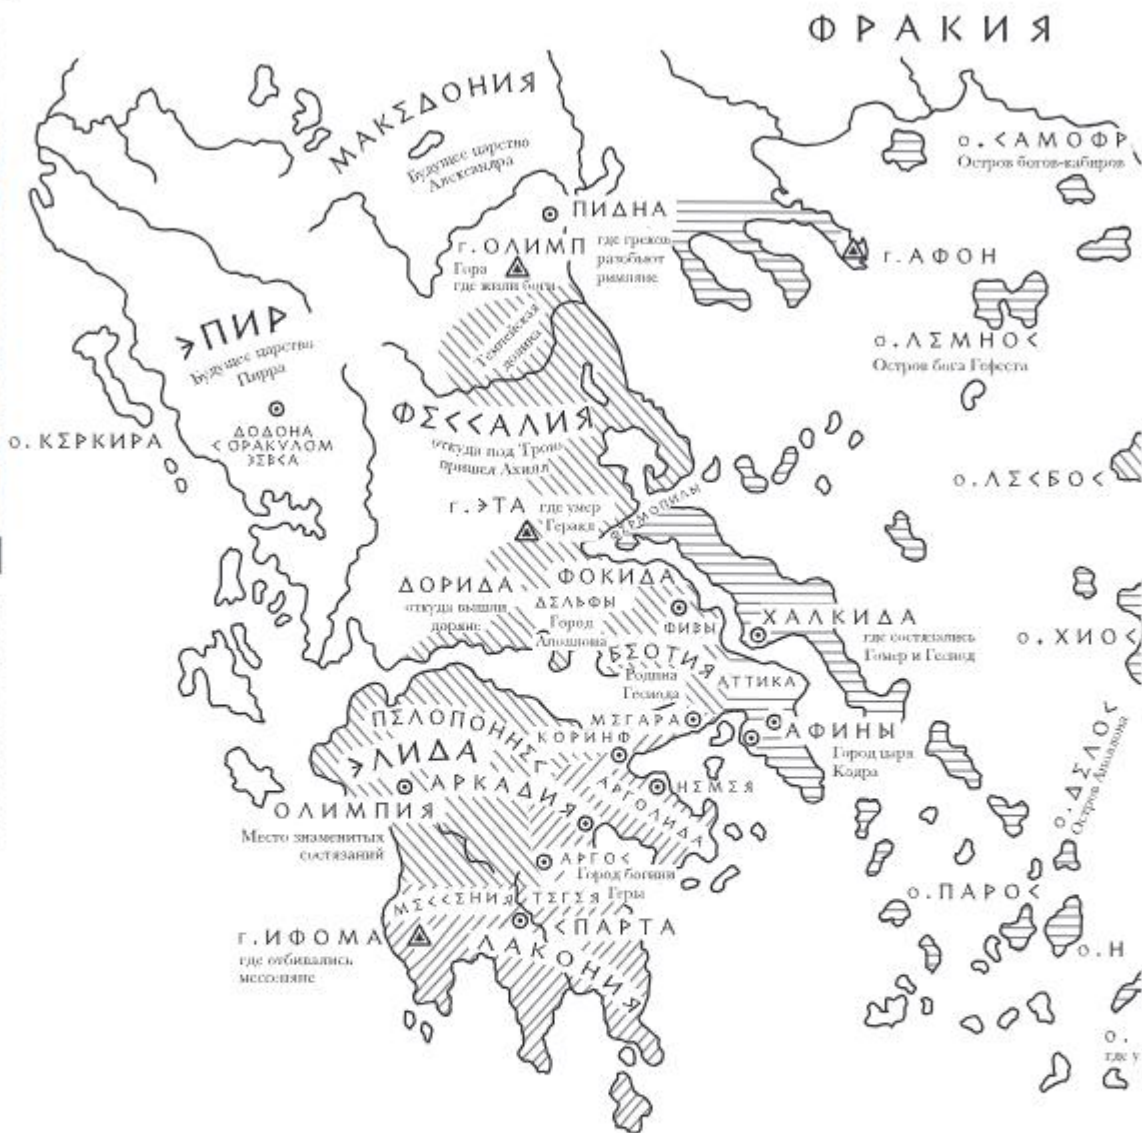 ФРАКИЯ
МАКЕДОНИЯ
Будущее царство
Александра
о. САМОФР
Остров богов-кабиров
ПИДНА
где греков
разобьют
римляне
г. ОЛИМП
Гора
где жили боги
г. АФОН
Темпейская
долина
о. ЛЕМНОС
Остров бога Гефеста
ЭПИР
Будущее царство
Пирра
о. КЕРКИРА
ДОДОНА
С ОРАКУЛОМ
ЗЕВСА
ФЕССАЛИЯ
откуда под Трою
пришел Ахилл
о. ЛЕСБОС
г. ЭТА
где умер
Геракл
ФЕРМОПИЛЫ
ДОРИДА
откуда вышли
доряне
ФОКИДА
ДЕЛЬФЫ
Город
Аполлона
ФИВЫ
ХАЛКИДА
где состязались
Гомер и Гесиод
о. ХИОС
БЕОТИЯ
Родина
Гесиода
АТТИКА
ПЕЛОПОННЕС
МЕГАРА
КОРИНФ
АФИНЫ
Город царя
Кодра
о. ДЕЛОС
Остров Аполлона
ЭЛИДА
АРКАДИЯ
АРГОЛИДА
НЕМЕЯ
ОЛИМПИЯ
Место знаменитых
состязаний
АРГОС
Город богини
Геры
о. ПАРОС
МЕССЕНИЯ
ТЕГЕЯ
СПАРТА
г. ИФОМА
где отбивались
мессеняне
ЛАКОНИЯ
о. Н
о.
где у